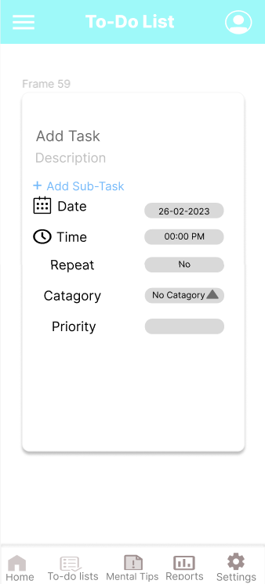 To-Do List
Frame 59
Add Task
Description
+ Add Sub-Task
Date 26-02-2023
Time 00:00 PM
Repeat No
Catagory No Catagory
Priority
Home To-do lists Mental Tips Reports Settings